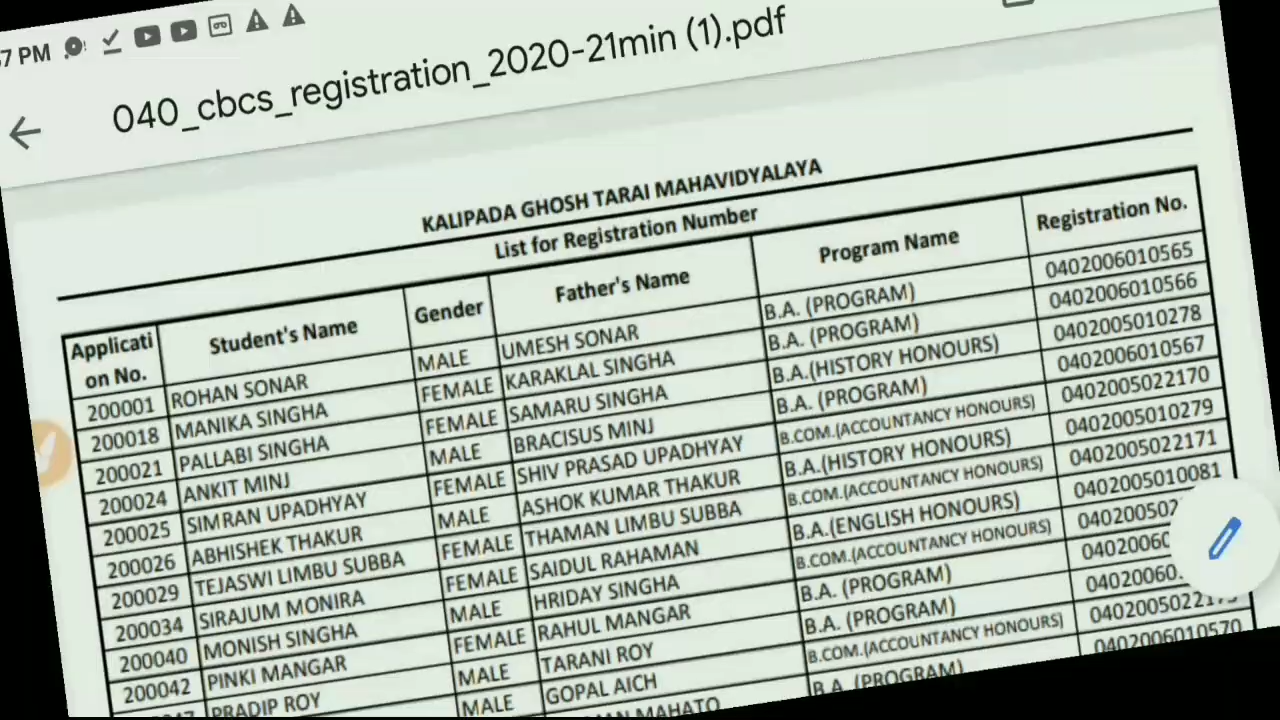 7 PM
040_cbcs_registration_2020-21min (1).pdf
KALIPADA GHOSH TARAI MAHAVIDYALAYA
List for Registration Number
Application No. Student's Name Gender Father's Name Program Name Registration No.
200001 ROHAN SONAR MALE UMESH SONAR B.A. (PROGRAM) 0402006010565
200018 MANIKA SINGHA FEMALE KARAKLAL SINGHA B.A. (PROGRAM) 0402006010566
200021 PALLABI SINGHA FEMALE SAMARU SINGHA B.A.(HISTORY HONOURS) 0402005010278
200024 ANKIT MINJ MALE BRACISUS MINJ B.A. (PROGRAM) 0402006010567
200025 SIMRAN UPADHYAY FEMALE SHIV PRASAD UPADHYAY B.COM.(ACCOUNTANCY HONOURS) 0402005022170
200026 ABHISHEK THAKUR MALE ASHOK KUMAR THAKUR B.A.(HISTORY HONOURS) 0402005010279
200029 TEJASWI LIMBU SUBBA FEMALE THAMAN LIMBU SUBBA B.COM.(ACCOUNTANCY HONOURS) 0402005022171
200034 SIRAJUM MONIRA FEMALE SAIDUL RAHAMAN B.A.(ENGLISH HONOURS) 0402005010081
200040 MONISH SINGHA MALE HRIDAY SINGHA B.COM.(ACCOUNTANCY HONOURS)
200042 PINKI MANGAR FEMALE RAHUL MANGAR B.A. (PROGRAM)
PRADIP ROY MALE TARANI ROY B.A. (PROGRAM)
MALE GOPAL AICH B.COM.(ACCOUNTANCY HONOURS)
MAHATO B.A. (PROGRAM) 0402006010570